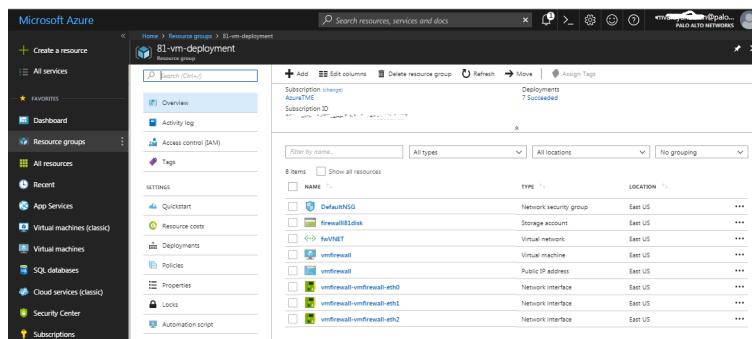 Microsoft Azure
Search resources, services and docs
PALO ALTO NETWORKS
Home > Resource groups > 81-vm-deployment
81-vm-deployment
Resource group
Create a resource
All services
FAVORITES
Dashboard
Resource groups
All resources
Recent
App Services
Virtual machines (classic)
Virtual machines
SQL databases
Cloud services (classic)
Security Center
Subscriptions
Search (Ctrl+/)
Overview
Activity log
Access control (IAM)
Tags
SETTINGS
Quickstart
Resource costs
Deployments
Policies
Properties
Locks
Automation script
Add Edit columns Delete resource group Refresh Move Assign Tags
Subscription (change) Deployments
AzureTME 7 Succeeded
Subscription ID
Filter by name... All types All locations No grouping
8 items Show all resources
NAME TYPE LOCATION
DefaultNSG Network security group East US
firewalll81disk Storage account East US
fwVNET Virtual network East US
vmfirewall Virtual machine East US
vmfirewall Public IP address East US
vmfirewall-vmfirewall-eth0 Network interface East US
vmfirewall-vmfirewall-eth1 Network interface East US
vmfirewall-vmfirewall-eth2 Network interface East US